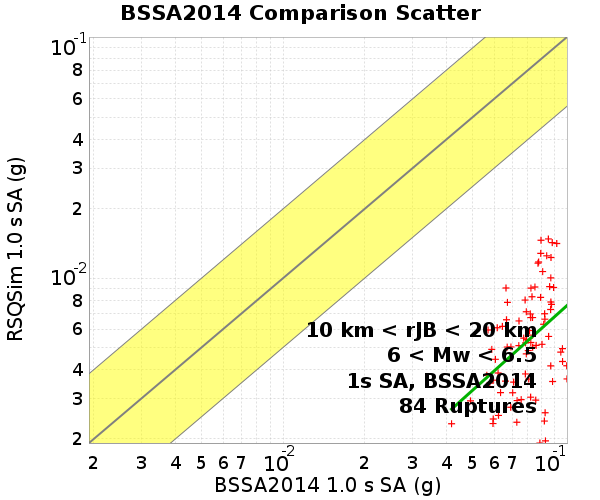 BSSA2014 Comparison Scatter
RSQSim 1.0 s SA (g)
10⁻¹
8
6
4
3
2
10⁻²
8
6
4
3
2
10 km < rJB < 20 km
6 < Mw < 6.5
1s SA, BSSA2014
84 Ruptures
2 3 4 5 6 7 10⁻² 2 3 4 5 6 7 10⁻¹
BSSA2014 1.0 s SA (g)